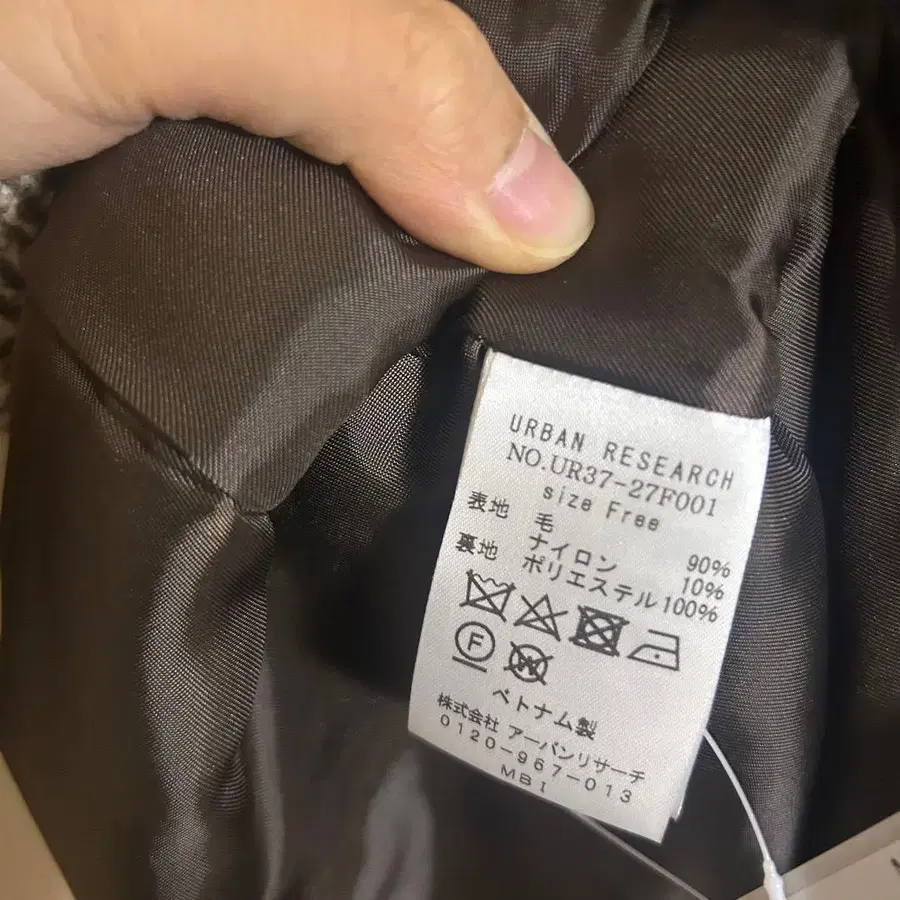 URBAN RESEARCH
NO.UR37-27F001
size Free
表地 毛 90%
ナイロン 10%
裏地 ポリエステル 100%
F W
ベトナム製
株式会社 アーバンリサーチ
0120-967-013
MBI